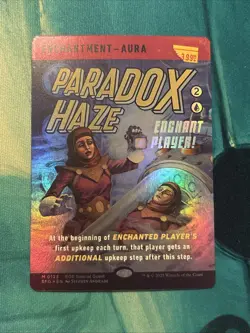 ENCHANTMENT–AURA
PARADOX
HAZE
2
ENCHANT
PLAYER!
At the beginning of ENCHANTED PLAYER'S
first upkeep each turn, that player gets an
ADDITIONAL upkeep step after this step.